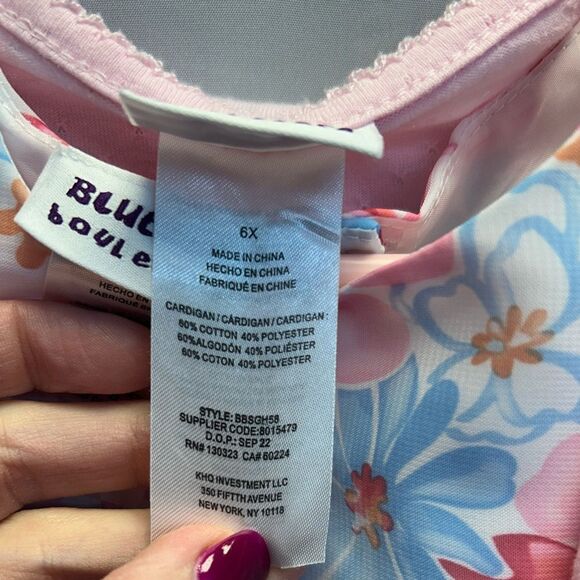 BLUE
boule
HECHO EN
FABRIQUÉ EN
6X
MADE IN CHINA
HECHO EN CHINA
FABRIQUÉ EN CHINE
CARDIGAN / CÁRDIGAN / CARDIGAN :
60% COTTON 40% POLYESTER
60%ALGODÓN 40% POLIÉSTER
60% COTON 40% POLYESTER
STYLE: BBSGH58
SUPPLIER CODE:8015479
D.O.P.: SEP 22
RN# 130323 CA# 60224
KHQ INVESTMENT LLC
350 FIFTTHAVENUE
NEW YORK, NY 10118